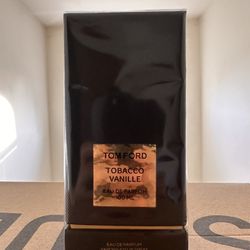 TOM FORD
TOBACCO
VANILLE
EAU DE PARFUM
EAU DE PARFUM